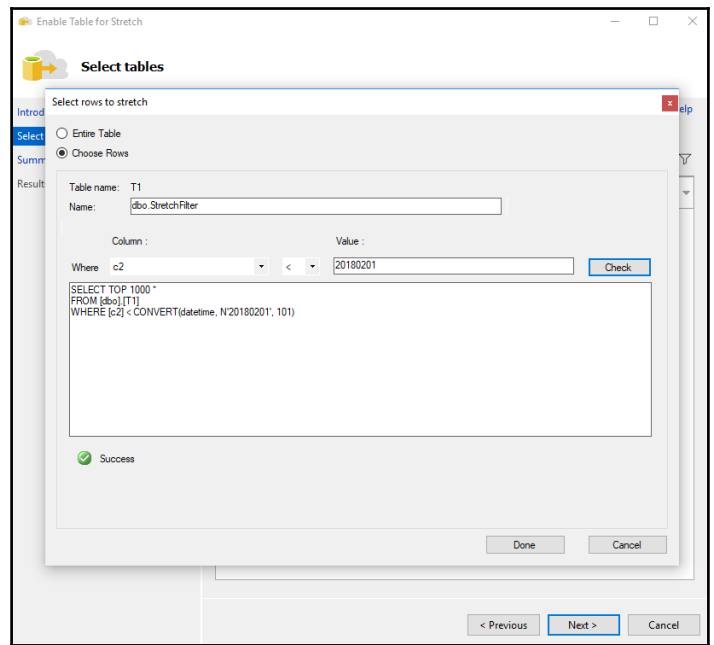 Enable Table for Stretch
Select tables
Select rows to stretch
x
Introd
elp
Select
Summ
Result
Entire Table
Choose Rows
Table name: T1
Name: dbo.StretchFilter
Column :
Value :
Where c2 < 20180201 Check
SELECT TOP 1000 *
FROM [dbo].[T1]
WHERE [c2] < CONVERT(datetime, N'20180201', 101)
Success
Done Cancel
< Previous Next > Cancel